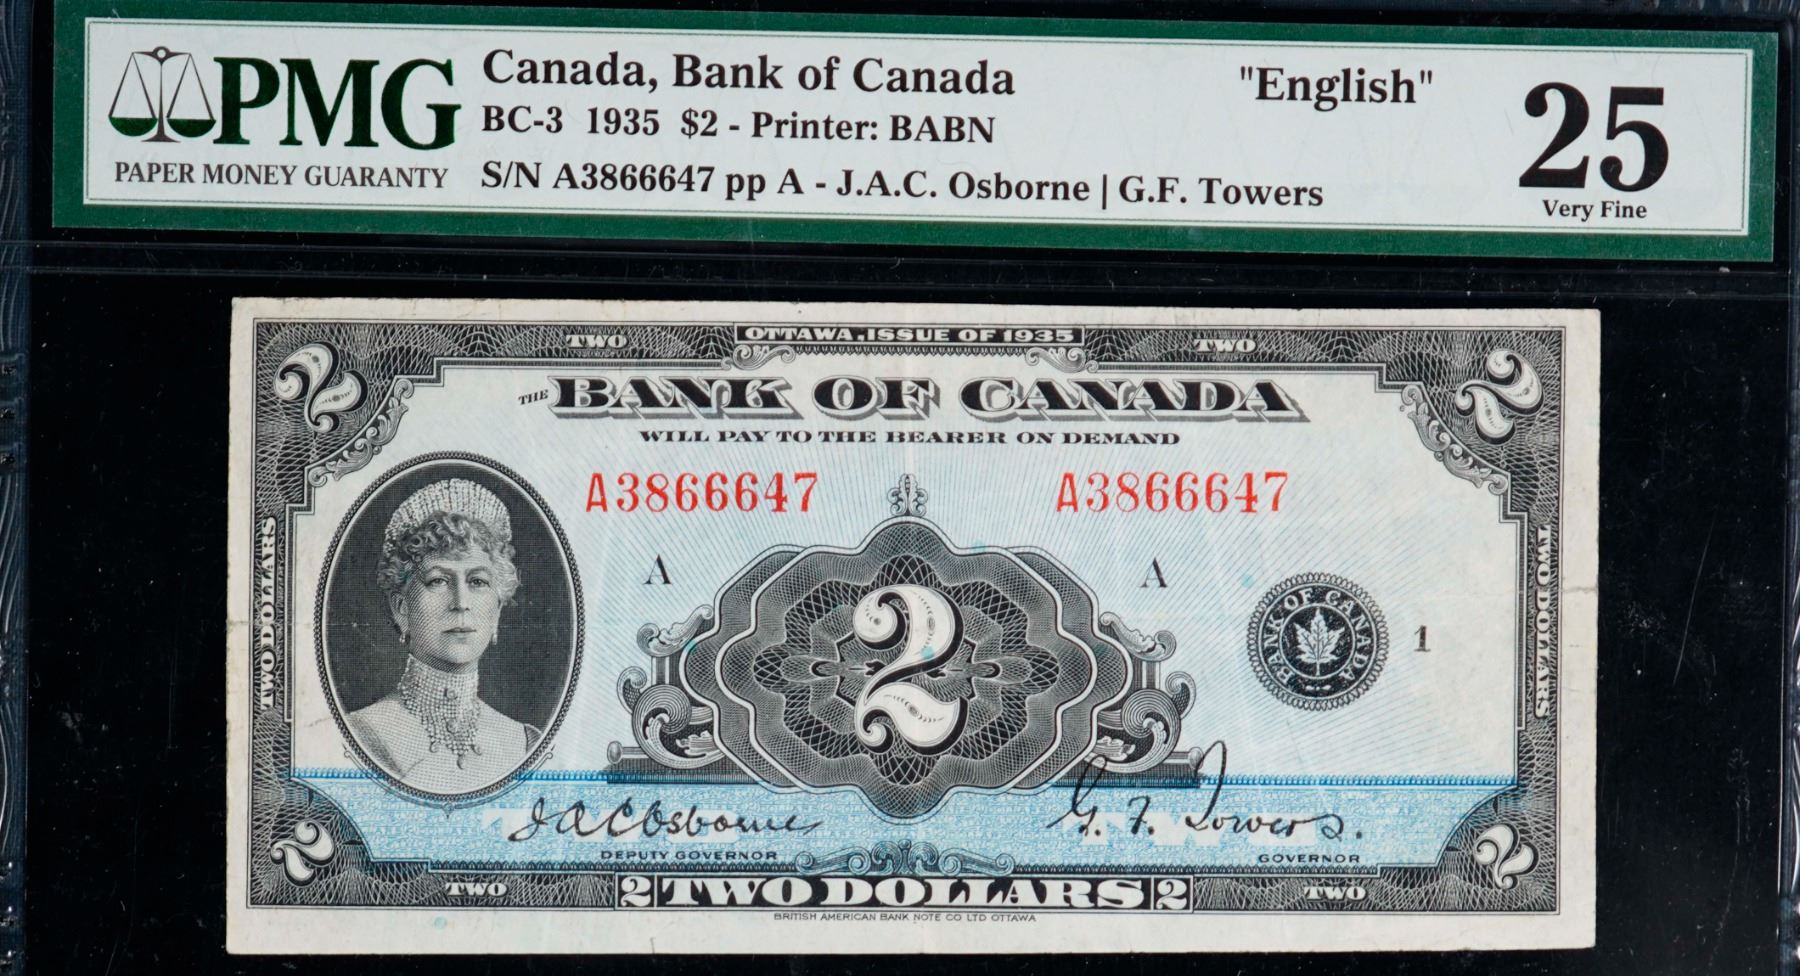 PMG
PAPER MONEY GUARANTY
Canada, Bank of Canada "English"
BC-3 1935 $2 - Printer: BABN
S/N A3866647 pp A - J.A.C. Osborne | G.F. Towers
25
Very Fine
OTTAWA, ISSUE OF 1935
TWO TWO
2 2
THE BANK OF CANADA
WILL PAY TO THE BEARER ON DEMAND
A3866647 A3866647
A A
TWO DOLLARS
2
BANK OF CANADA
1
TWO DOLLARS
J A C Osborne G. F. Towers.
DEPUTY GOVERNOR GOVERNOR
2 2
TWO 2 TWO DOLLARS 2 TWO
BRITISH AMERICAN BANK NOTE CO LTD OTTAWA